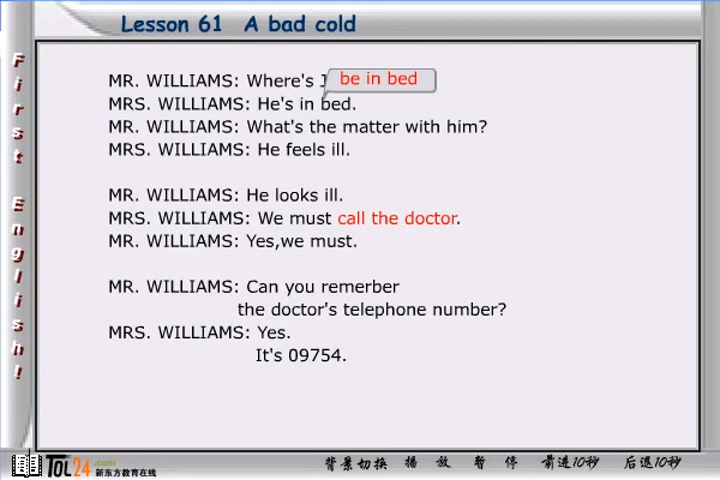 Lesson 61 A bad cold
First English!
MR. WILLIAMS: Where's J
be in bed
MRS. WILLIAMS: He's in bed.
MR. WILLIAMS: What's the matter with him?
MRS. WILLIAMS: He feels ill.
MR. WILLIAMS: He looks ill.
MRS. WILLIAMS: We must call the doctor.
MR. WILLIAMS: Yes,we must.
MR. WILLIAMS: Can you remerber
the doctor's telephone number?
MRS. WILLIAMS: Yes.
It's 09754.
TOL24.com 新东方教育在线
背景切换 播放 暂停 前进10秒 后退10秒